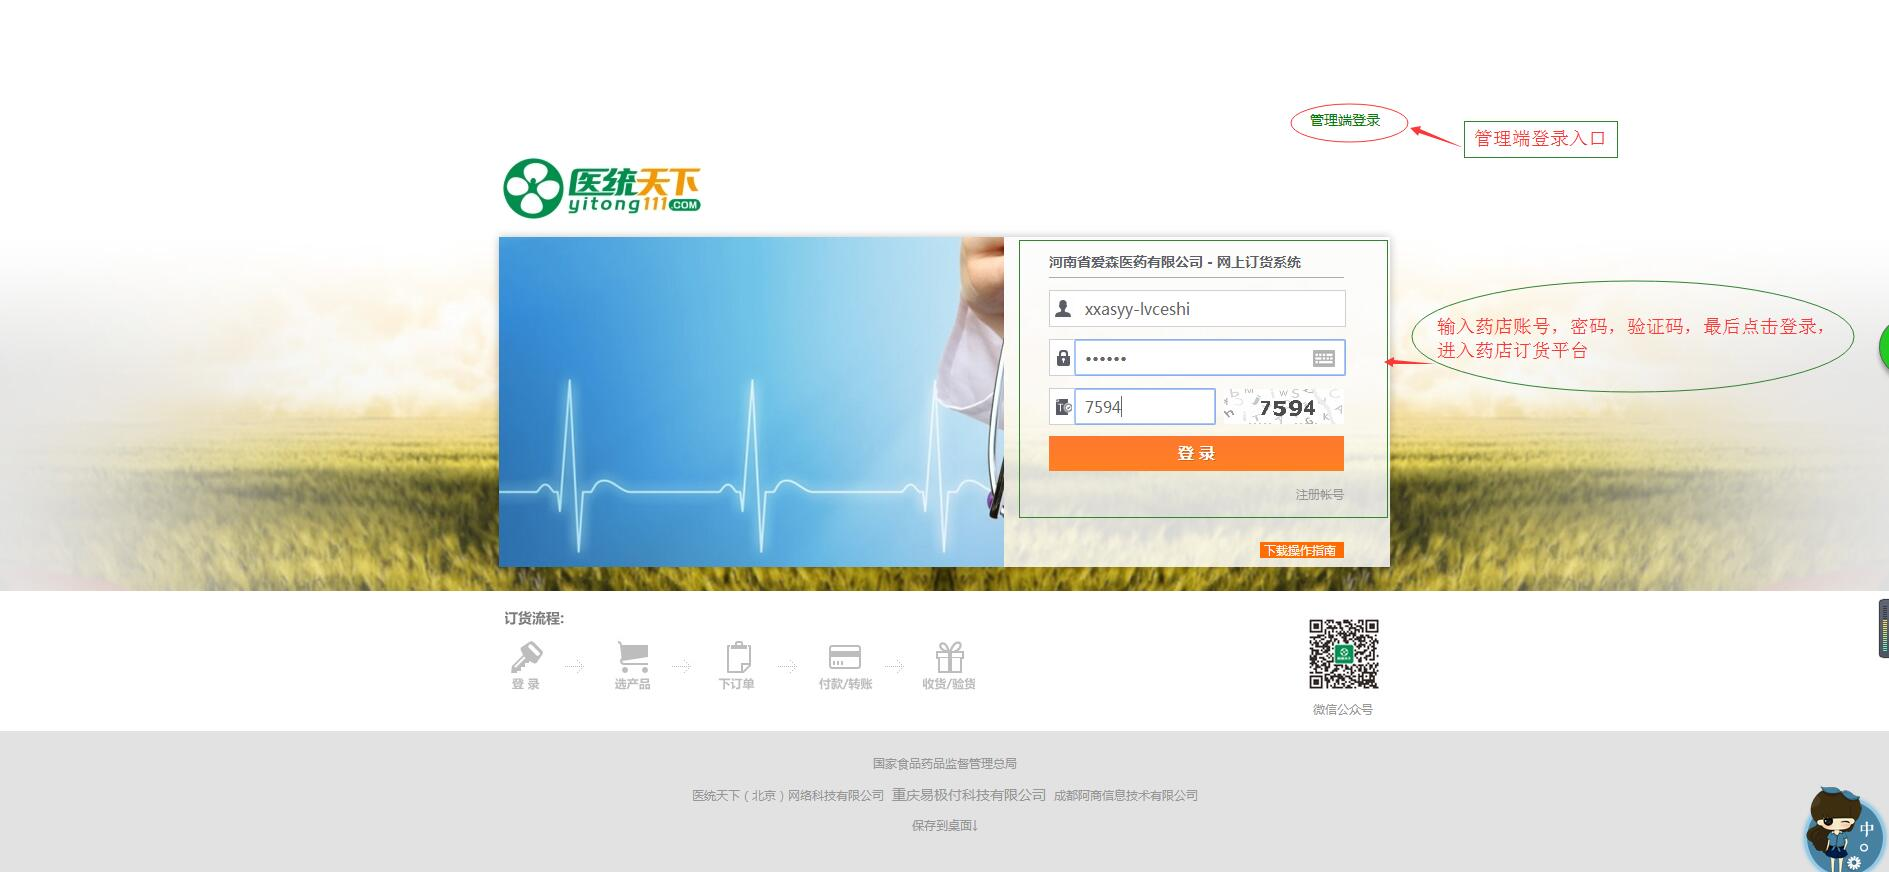 管理端登录
管理端登录入口
医统天下
yitong111.COM
河南省爱森医药有限公司 - 网上订货系统
xxasyy-lvceshi
••••••
7594
7594
登 录
注册帐号
下载操作指南
输入药店账号，密码，验证码，最后点击登录，
进入药店订货平台
订货流程:
登 录
选产品
下订单
付款/转账
收货/验货
微信公众号
国家食品药品监督管理总局
医统天下（北京）网络科技有限公司 重庆易极付科技有限公司 成都阿商信息技术有限公司
保存到桌面↓
中